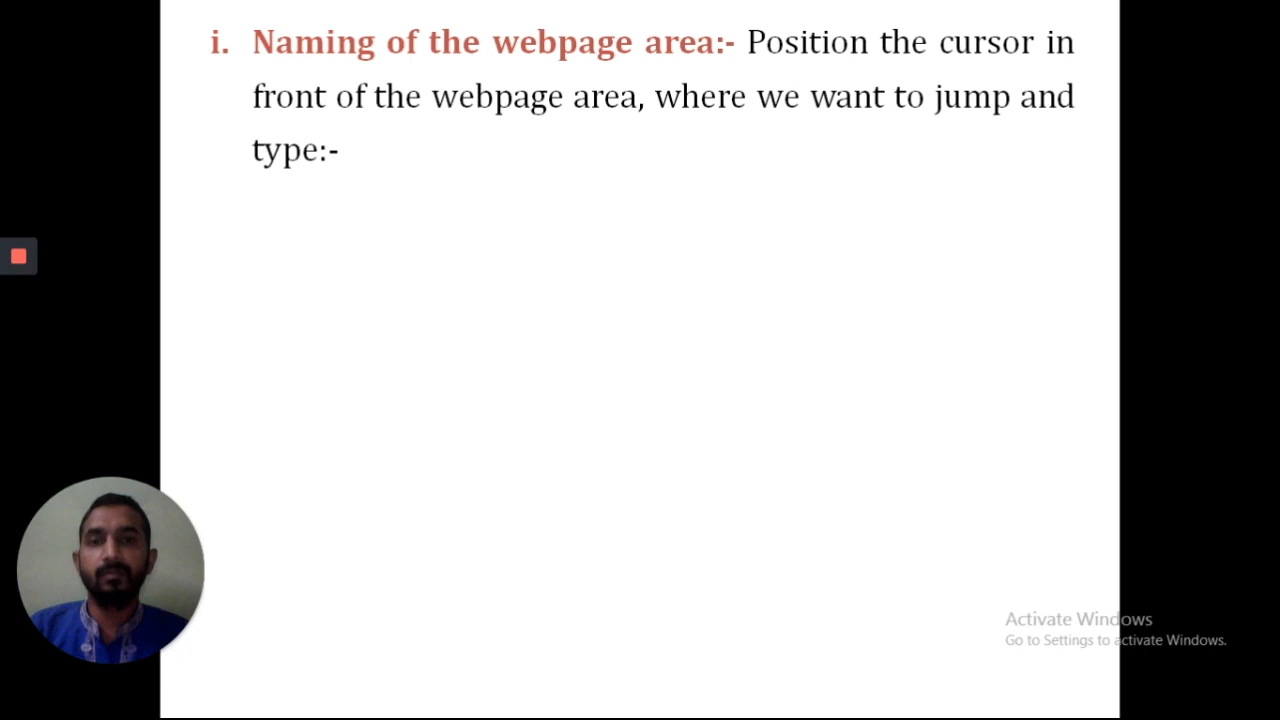 i. Naming of the webpage area:- Position the cursor in
front of the webpage area, where we want to jump and
type:-
Activate Windows
Go to Settings to activate Windows.